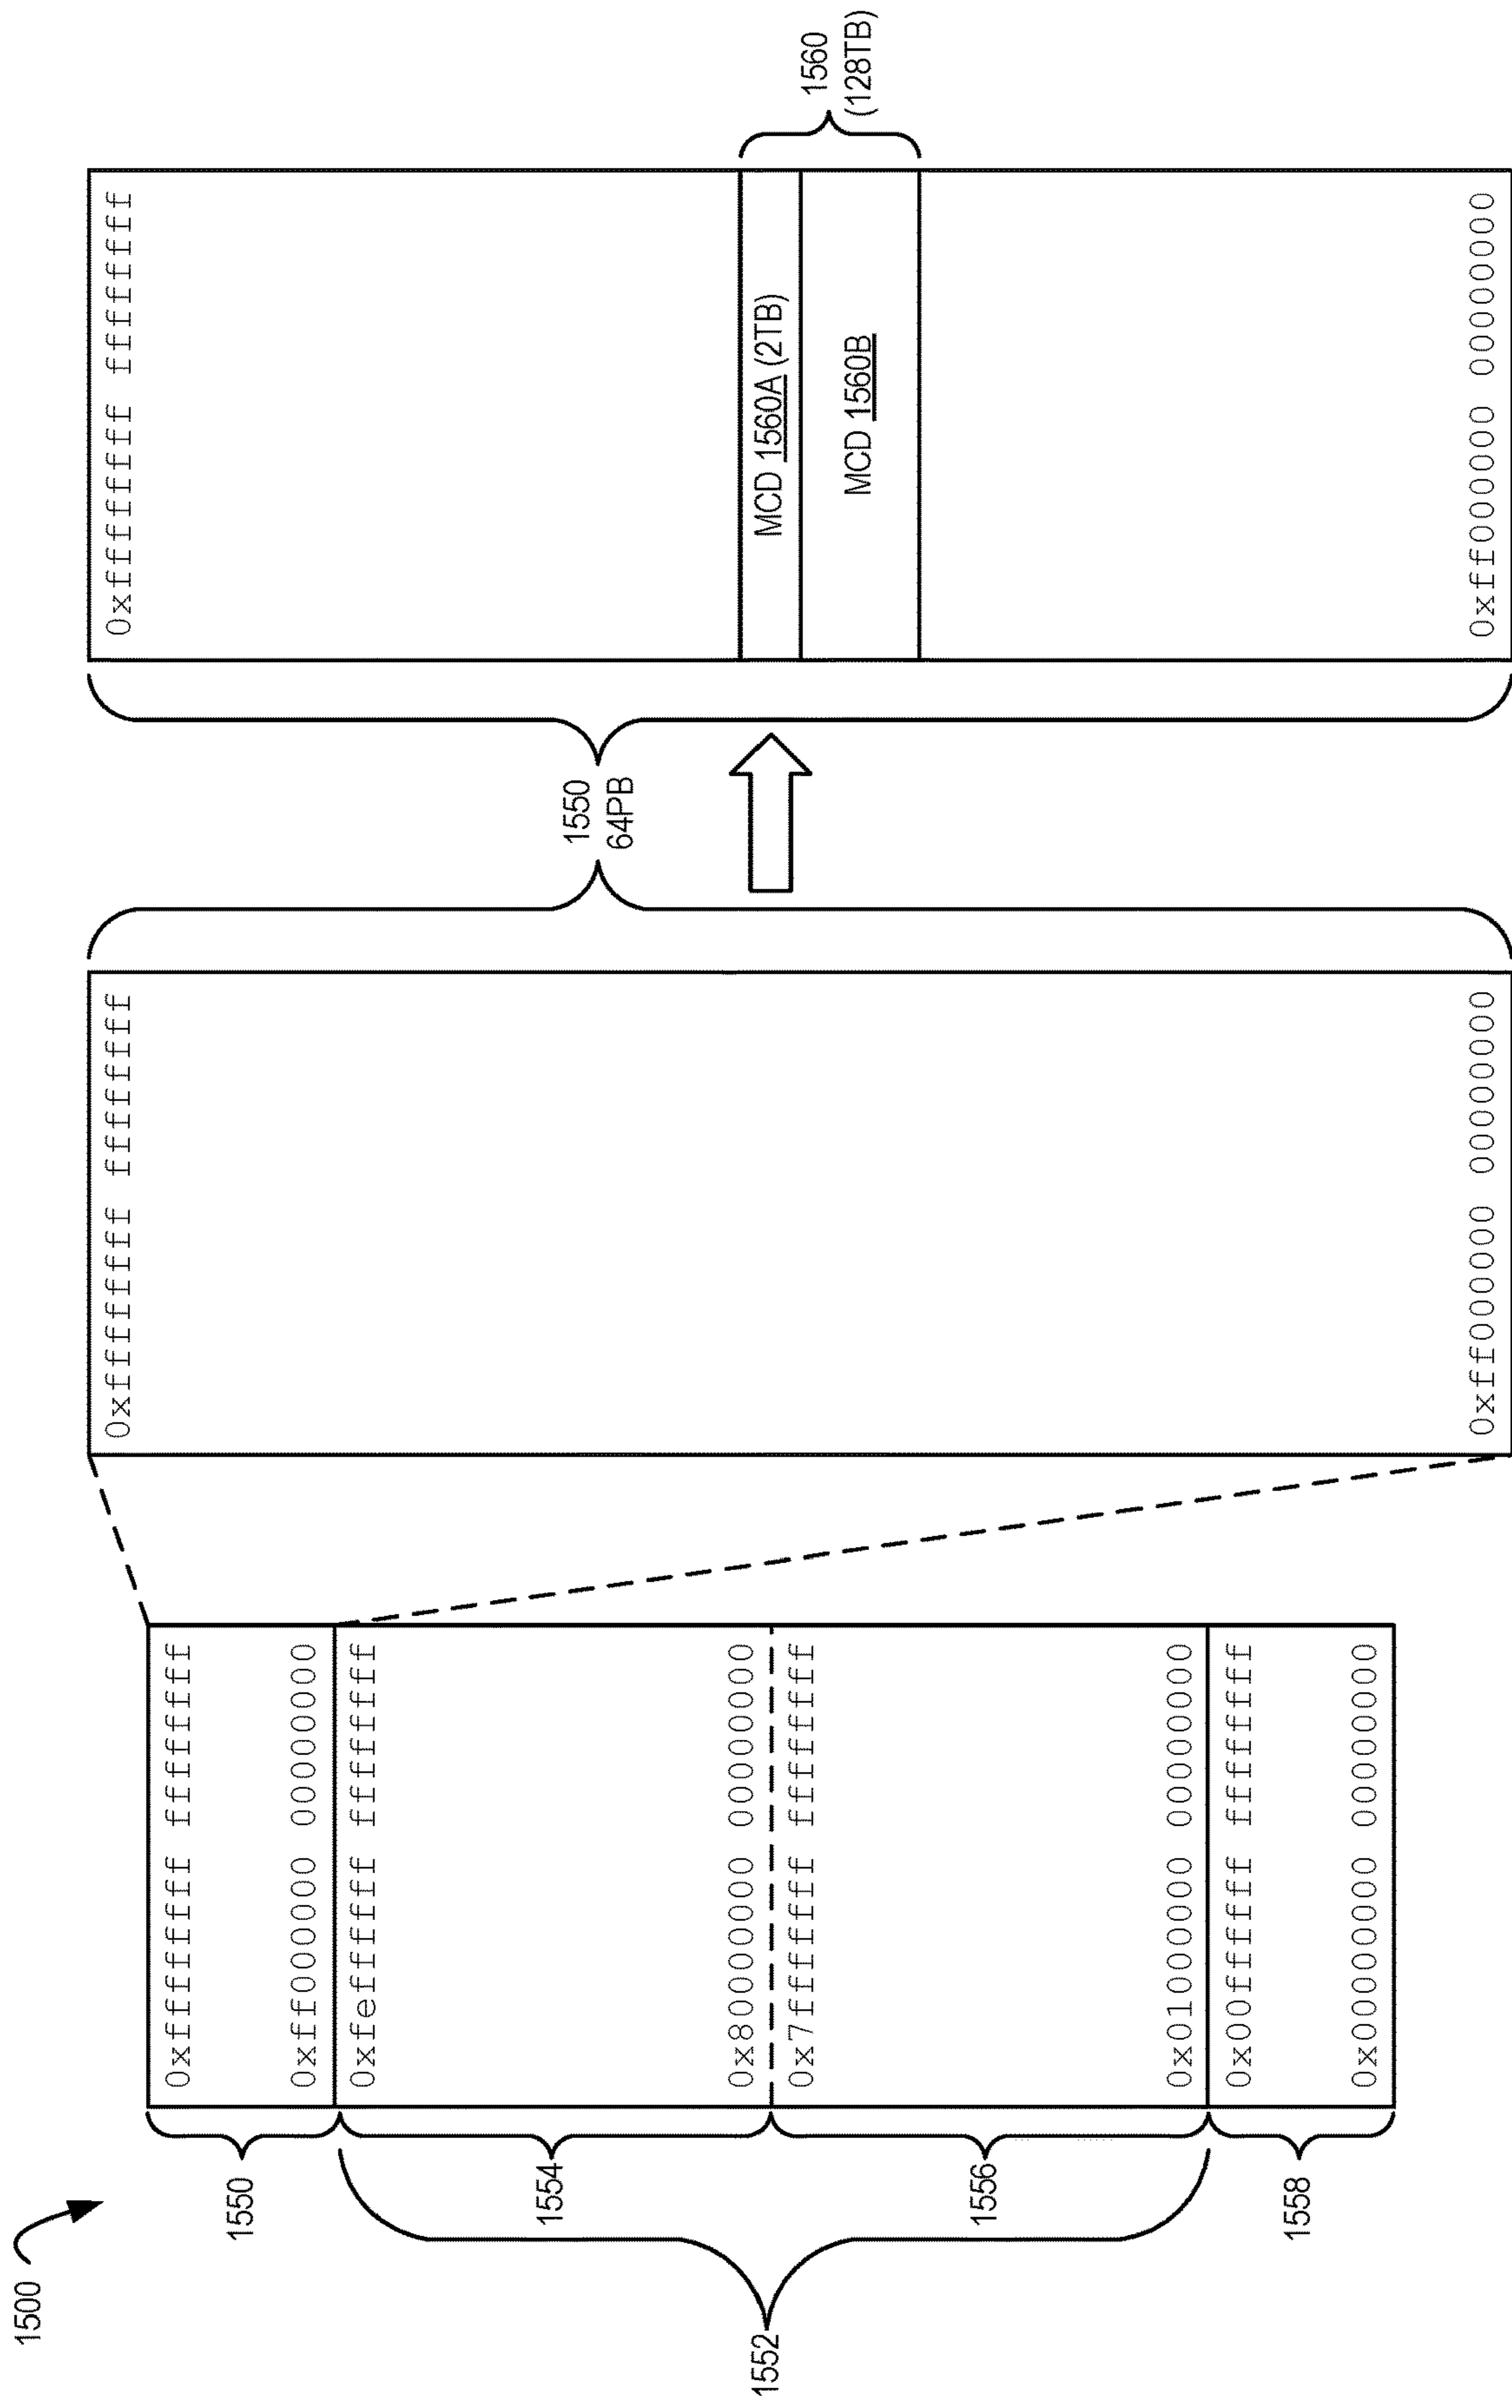 1500
1550
1552
1554
1556
1558
0xffffffff ffffffff
0xff000000 00000000
0xfeffffff ffffffff
0x80000000 00000000
0x7fffffff ffffffff
0x01000000 00000000
0x00ffffff ffffffff
0x00000000 00000000
0xffffffff ffffffff
0xff000000 00000000
1550
64PB
0xffffffff ffffffff
MCD 1560A (2TB)
MCD 1560B
0xff000000 00000000
1560
(128TB)